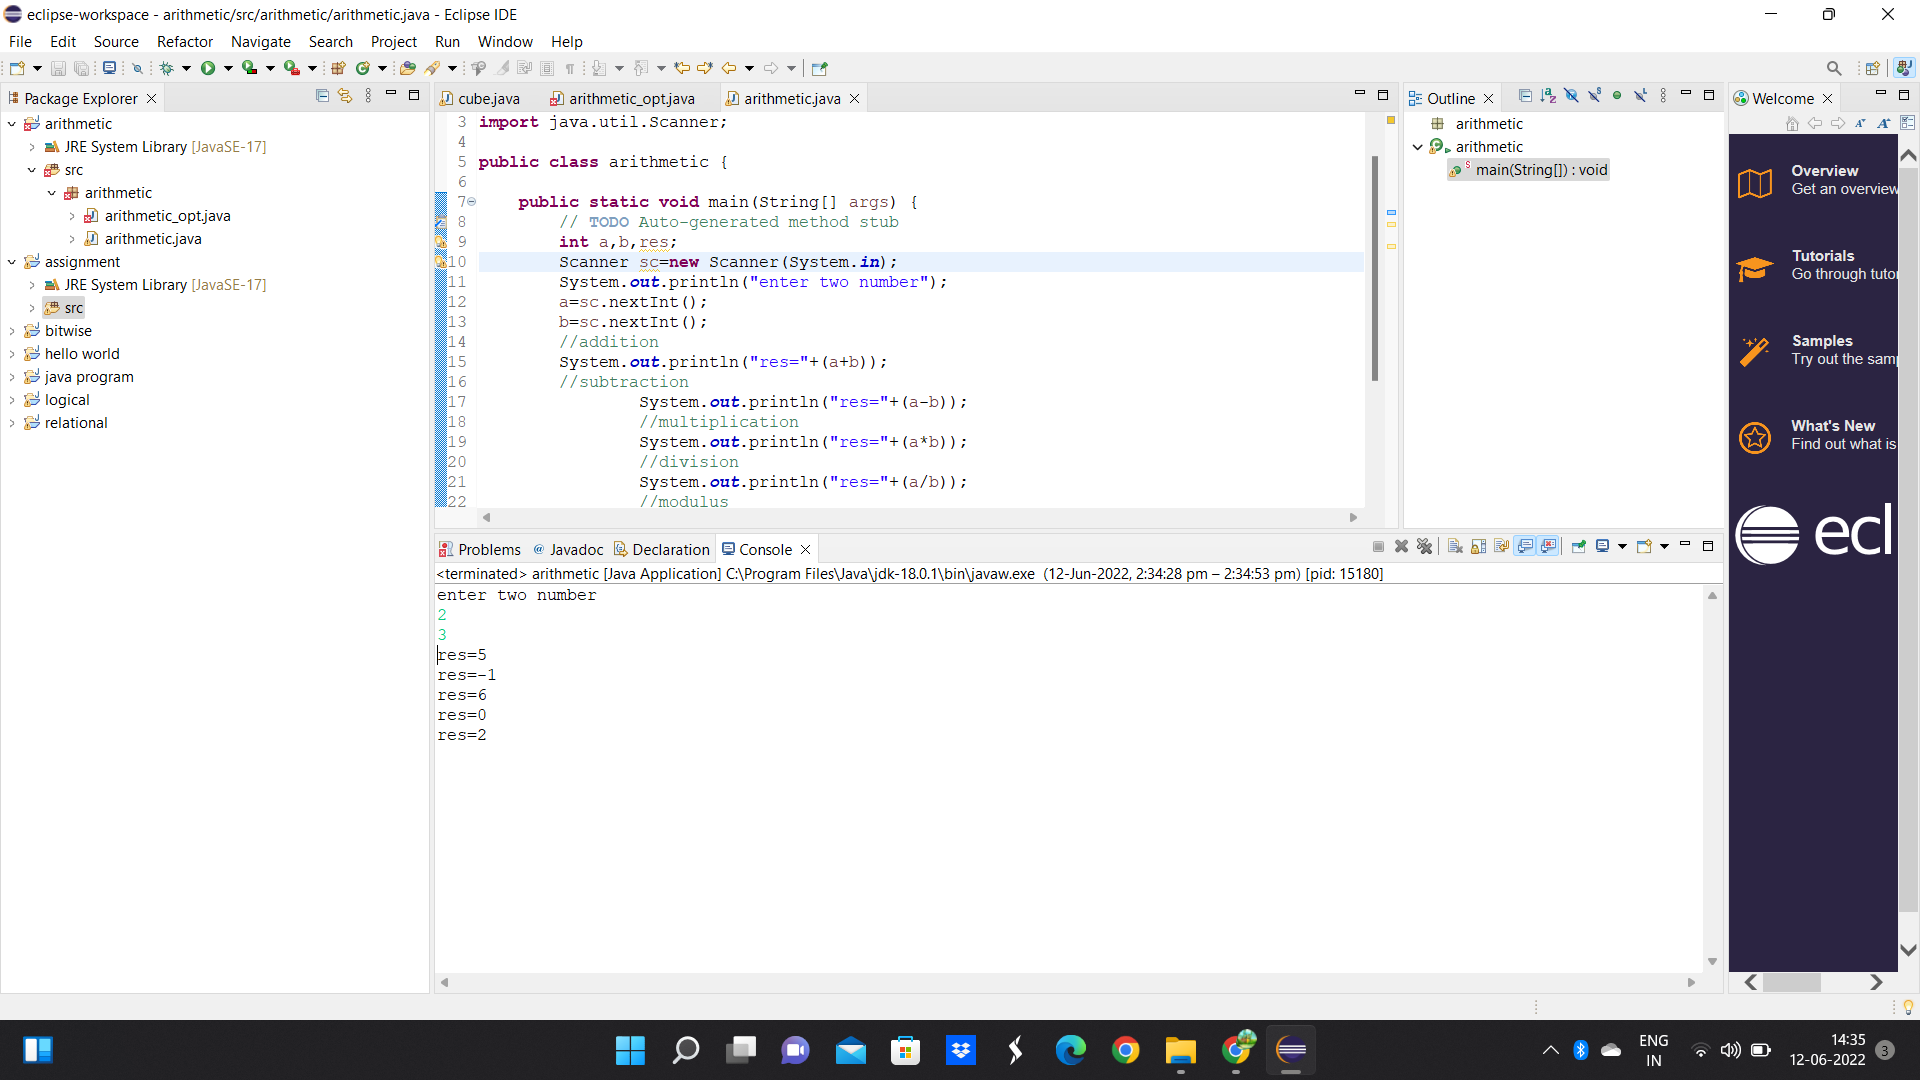 eclipse-workspace - arithmetic/src/arithmetic/arithmetic.java - Eclipse IDE
File Edit Source Refactor Navigate Search Project Run Window Help
Package Explorer
arithmetic
JRE System Library [JavaSE-17]
src
arithmetic
arithmetic_opt.java
arithmetic.java
assignment
JRE System Library [JavaSE-17]
src
bitwise
hello world
java program
logical
relational
cube.java arithmetic_opt.java arithmetic.java
3 import java.util.Scanner;
4
5 public class arithmetic {
6
7 public static void main(String[] args) {
8 // TODO Auto-generated method stub
9 int a,b,res;
10 Scanner sc=new Scanner(System.in);
11 System.out.println("enter two number");
12 a=sc.nextInt();
13 b=sc.nextInt();
14 //addition
15 System.out.println("res="+(a+b));
16 //subtraction
17 System.out.println("res="+(a-b));
18 //multiplication
19 System.out.println("res="+(a*b));
20 //division
21 System.out.println("res="+(a/b));
22 //modulus
Outline
arithmetic
arithmetic
main(String[]) : void
Welcome
Overview
Get an overview
Tutorials
Go through tutor
Samples
Try out the samp
What's New
Find out what is
ecl
Problems @ Javadoc Declaration Console
<terminated> arithmetic [Java Application] C:\Program Files\Java\jdk-18.0.1\bin\javaw.exe (12-Jun-2022, 2:34:28 pm – 2:34:53 pm) [pid: 15180]
enter two number
2
3
res=5
res=-1
res=6
res=0
res=2
ENG
IN
14:35
12-06-2022
3